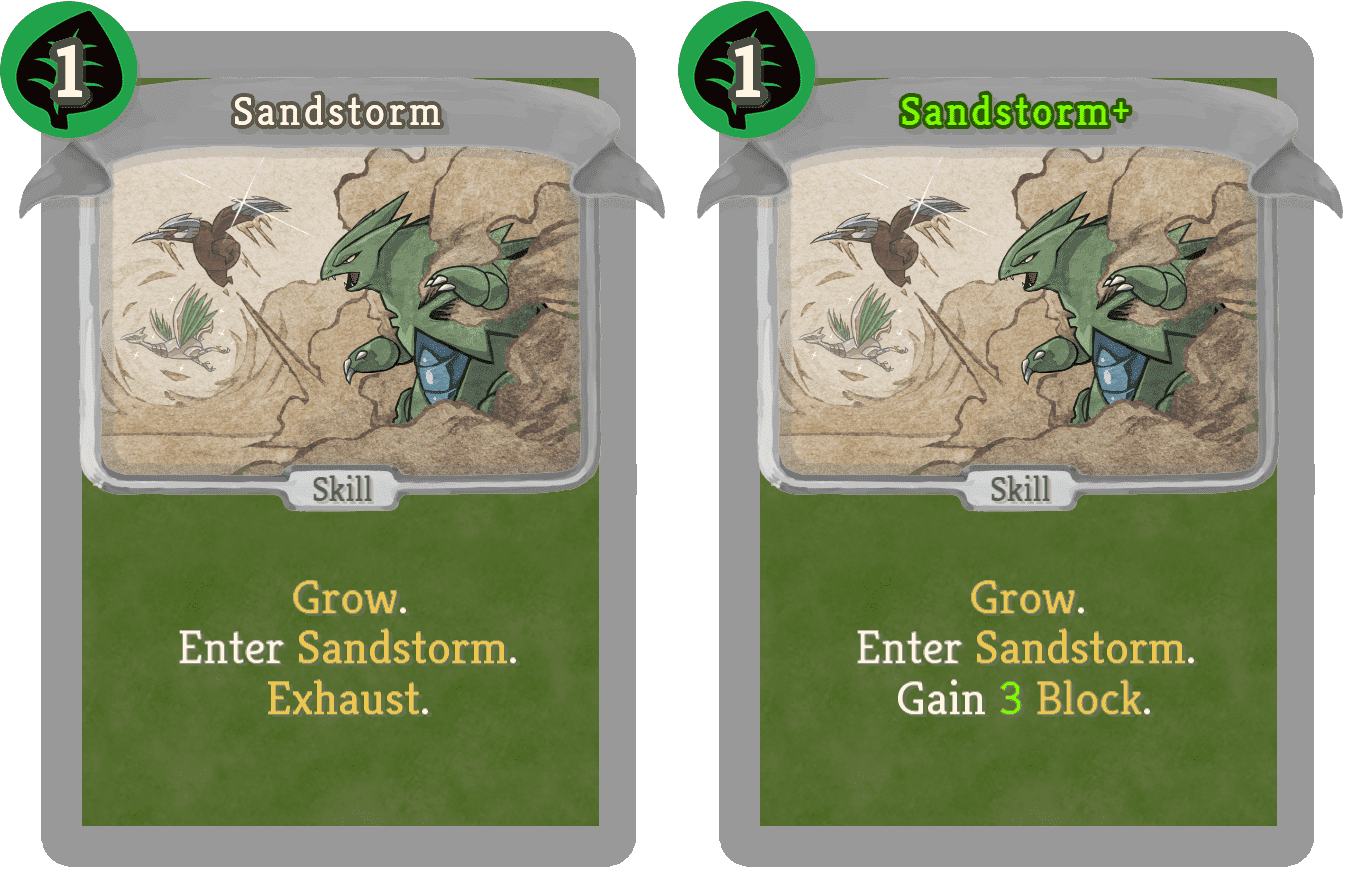 1
Sandstorm
Skill
Grow.
Enter Sandstorm.
Exhaust.
1
Sandstorm+
Skill
Grow.
Enter Sandstorm.
Gain 3 Block.